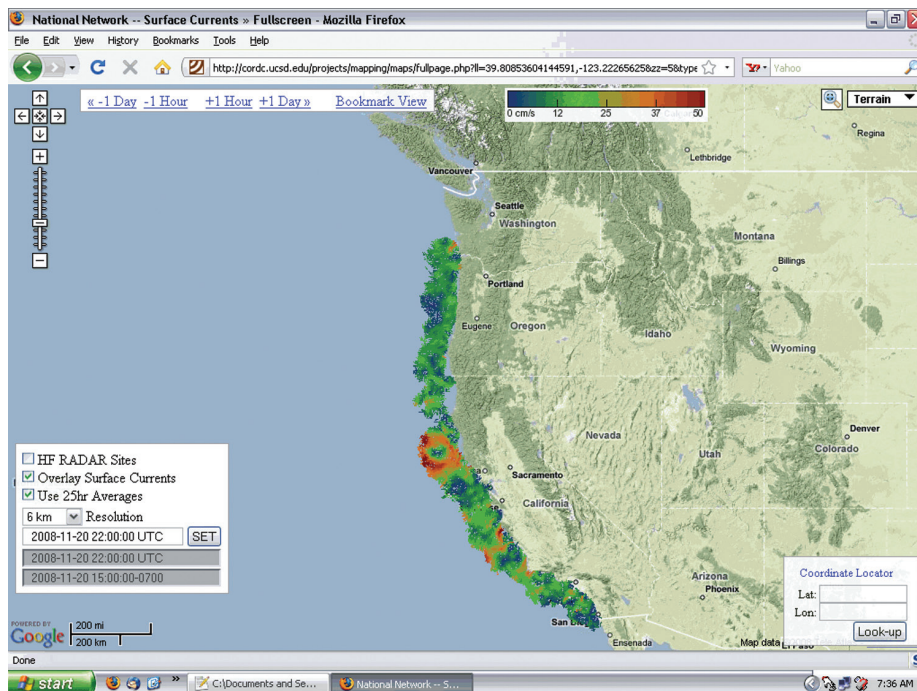 National Network -- Surface Currents » Fullscreen - Mozilla Firefox
File Edit View History Bookmarks Tools Help
http://cordc.ucsd.edu/projects/mapping/maps/fullpage.php?ll=39.80853604144591,-123.22265625&zz=5&type
Yahoo
« -1 Day -1 Hour +1 Hour +1 Day » Bookmark View
0 cm/s 12 25 37 50
Terrain
Regina
Lethbridge
Vancouver
Seattle
Washington
Montana
Billings
Portland
Eugene
Oregon
Idaho
Wyoming
Nevada
Denver
Colorado
Utah
HF RADAR Sites
Overlay Surface Currents
Use 25hr Averages
6 km Resolution
2008-11-20 22:00:00 UTC SET
2008-11-20 22:00:00 UTC
2008-11-20 15:00:00-0700
Sacramento
California
Arizona
Phoenix
Coordinate Locator
Lat:
Lon:
Look-up
San
Ensenada
POWERED BY
Google
200 mi
200 km
Map data
El Paso
Done
start
C:\Documents and Se...
National Network -- S...
7:36 AM